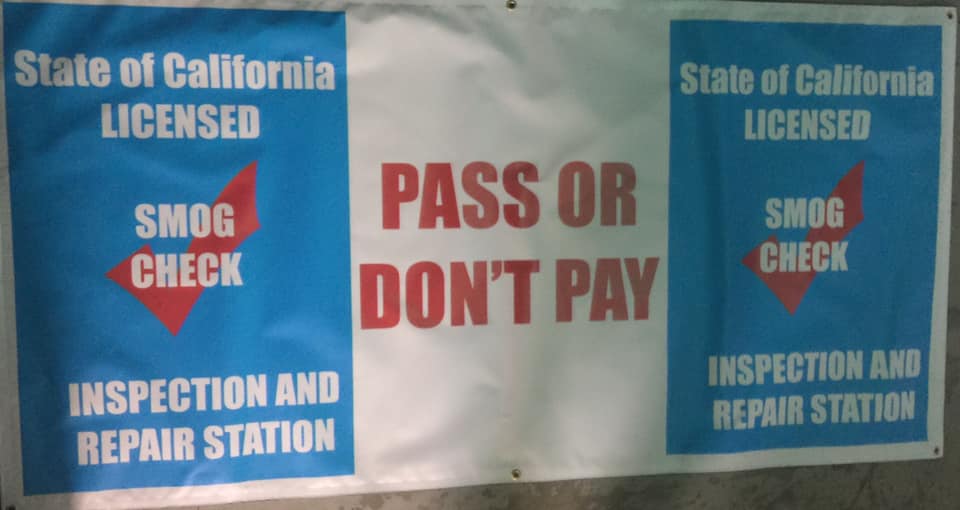 State of California
LICENSED
SMOG
CHECK
INSPECTION AND
REPAIR STATION
PASS OR
DON'T PAY
State of California
LICENSED
SMOG
CHECK
INSPECTION AND
REPAIR STATION